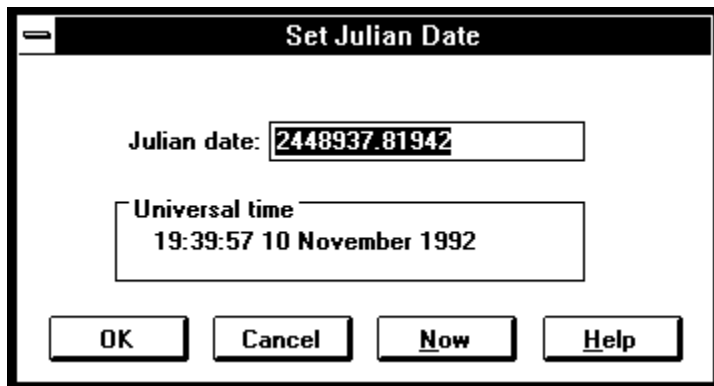 Set Julian Date
Julian date: 2448937.81942
Universal time
19:39:57 10 November 1992
OK Cancel Now Help